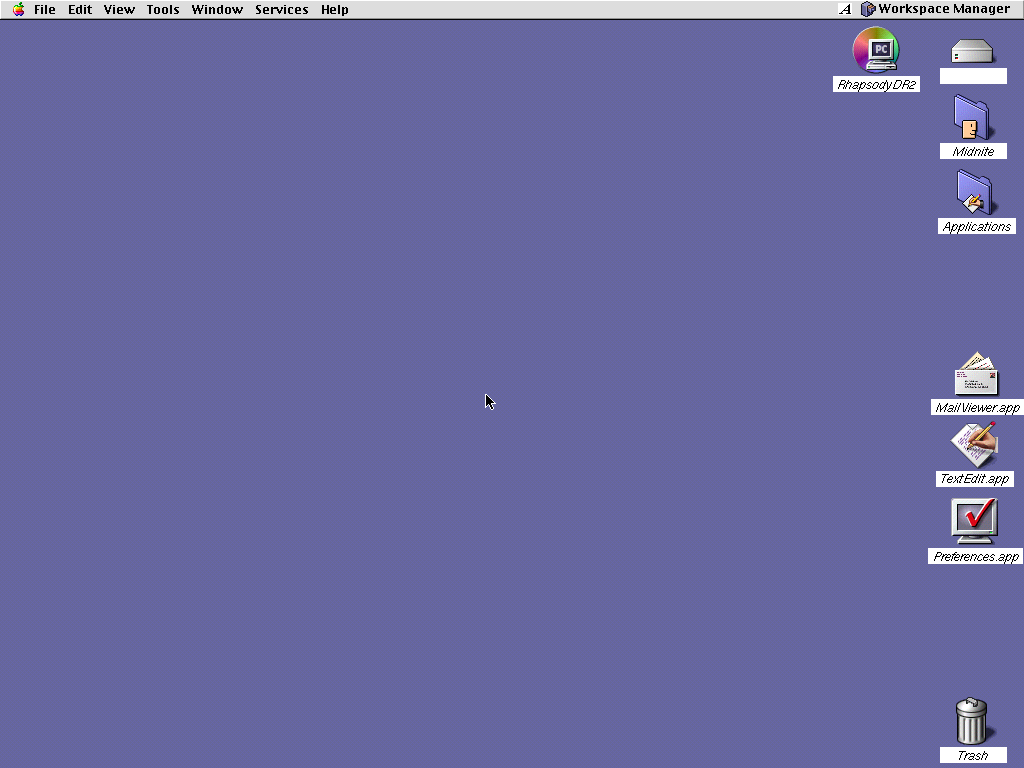 File Edit View Tools Window Services Help A Workspace Manager
PC
RhapsodyDR2
Midnite
Applications
MailViewer.app
TextEdit.app
Preferences.app
Trash